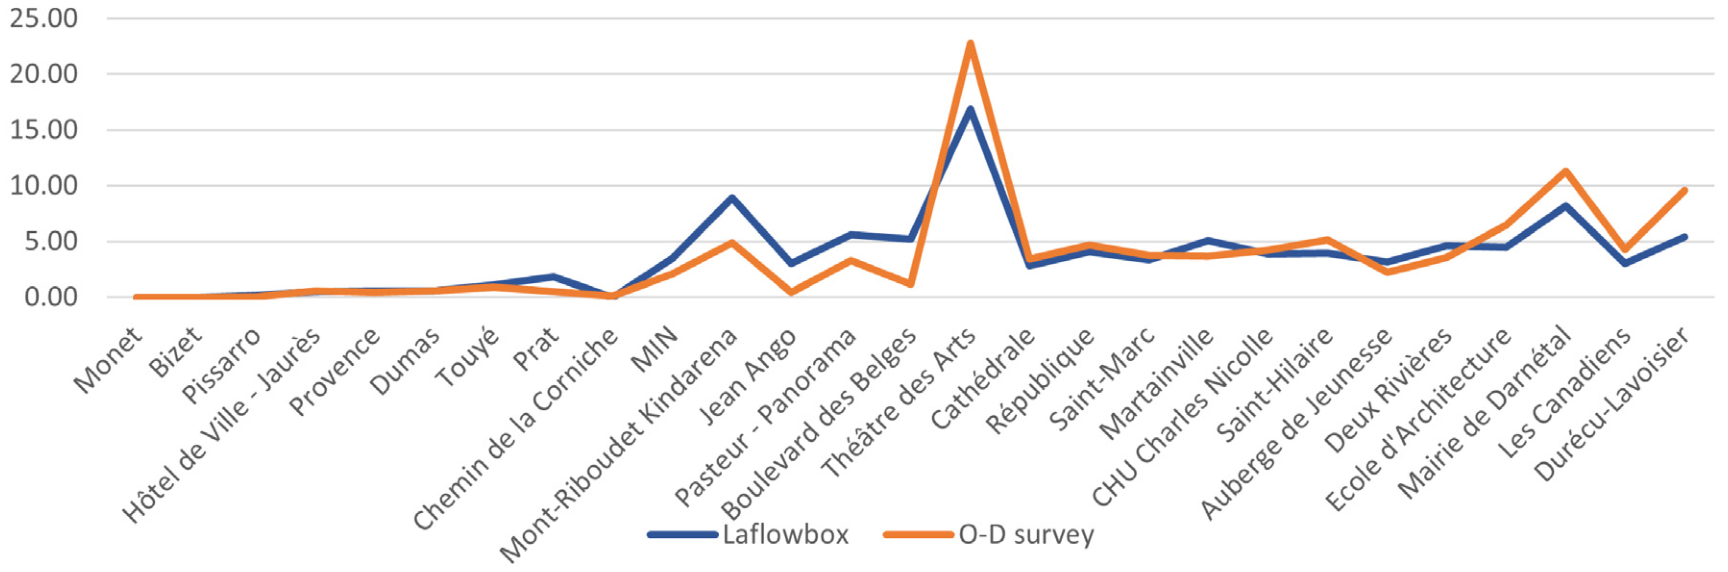 25.00
20.00
15.00
10.00
5.00
0.00
Monet
Bizet
Pissarro
Hôtel de Ville - Jaurès
Provence
Dumas
Touyé
Prat
Chemin de la Corniche
MIN
Mont-Riboudet Kindarena
Jean Ango
Pasteur - Panorama
Boulevard des Belges
Théâtre des Arts
Cathédrale
République
Saint-Marc
Martainville
CHU Charles Nicolle
Saint-Hilaire
Auberge de Jeunesse
Deux Rivières
Ecole d'Architecture
Mairie de Darnétal
Les Canadiens
Durécu-Lavoisier
Laflowbox
O-D survey